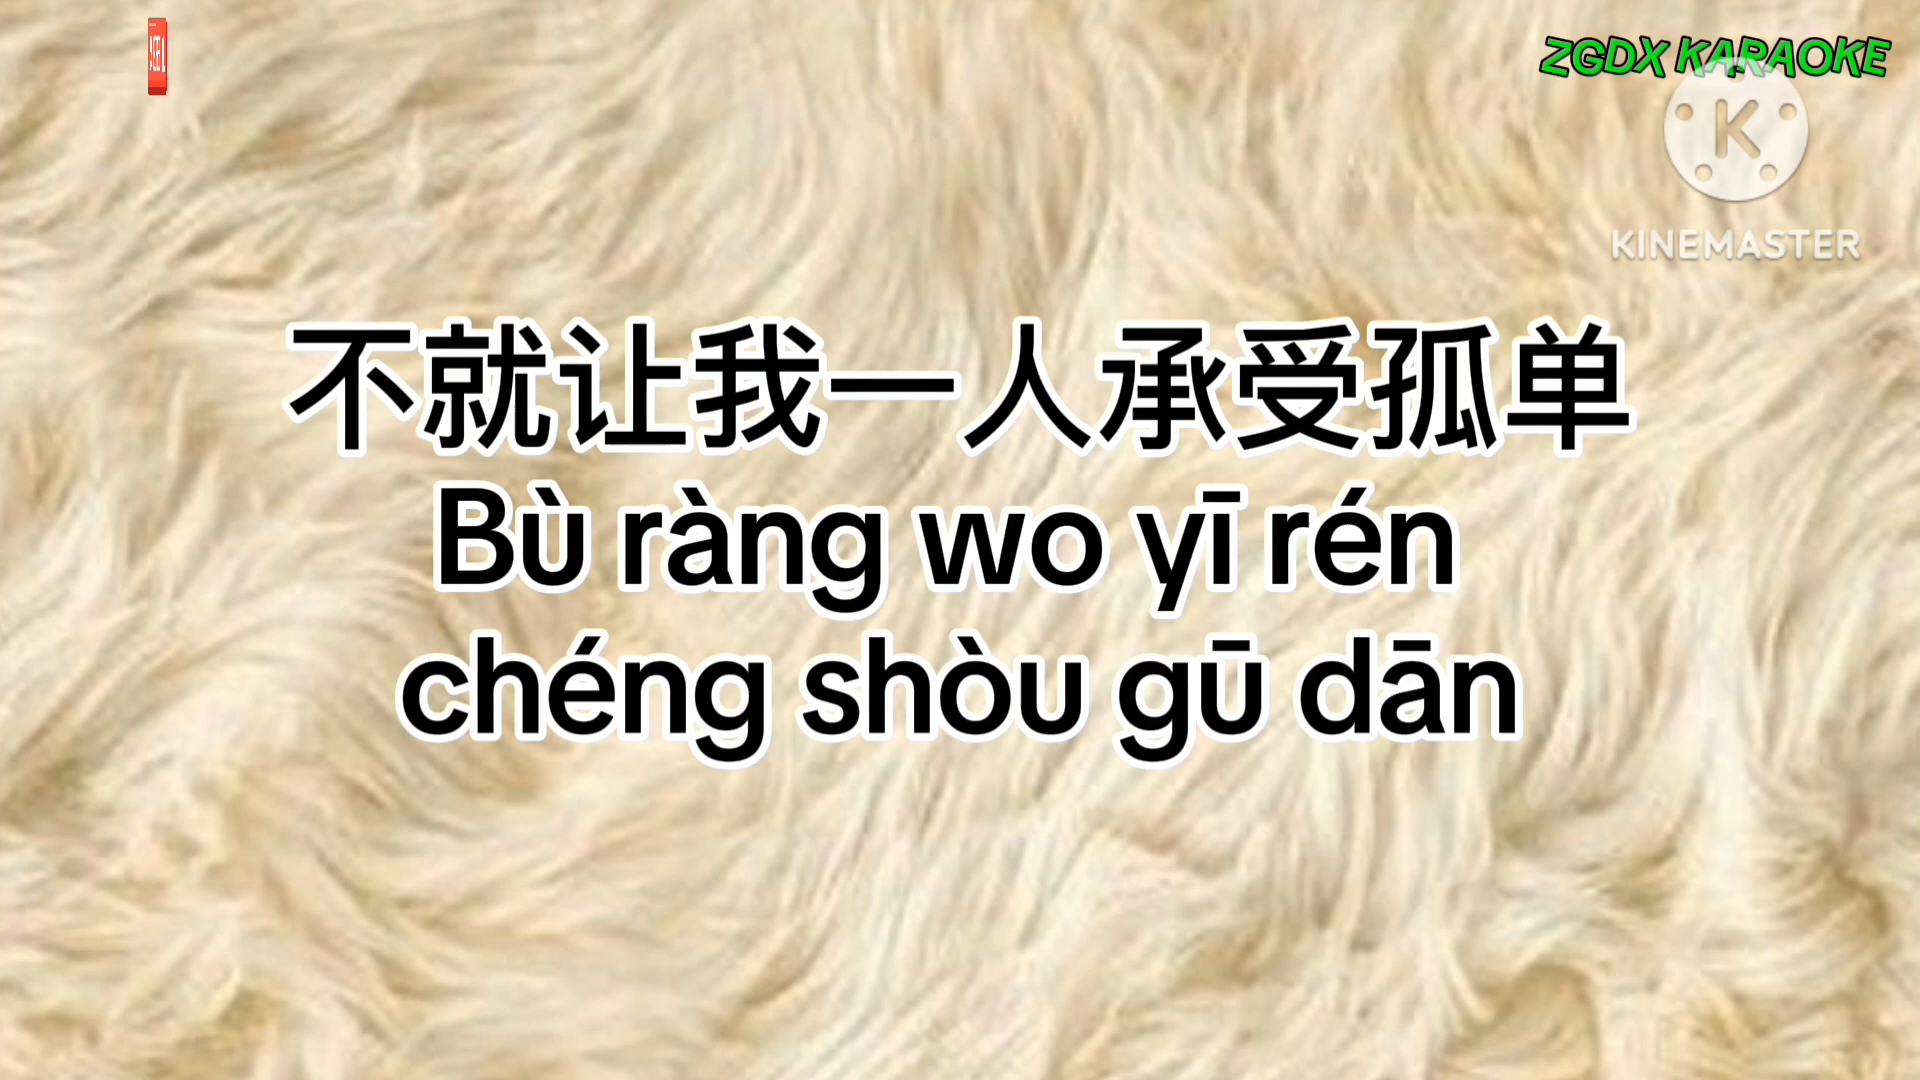 ZGDX KARAOKE
KINEMASTER
不就让我一人承受孤单
Bù ràng wo yī rén
chéng shòu gū dān